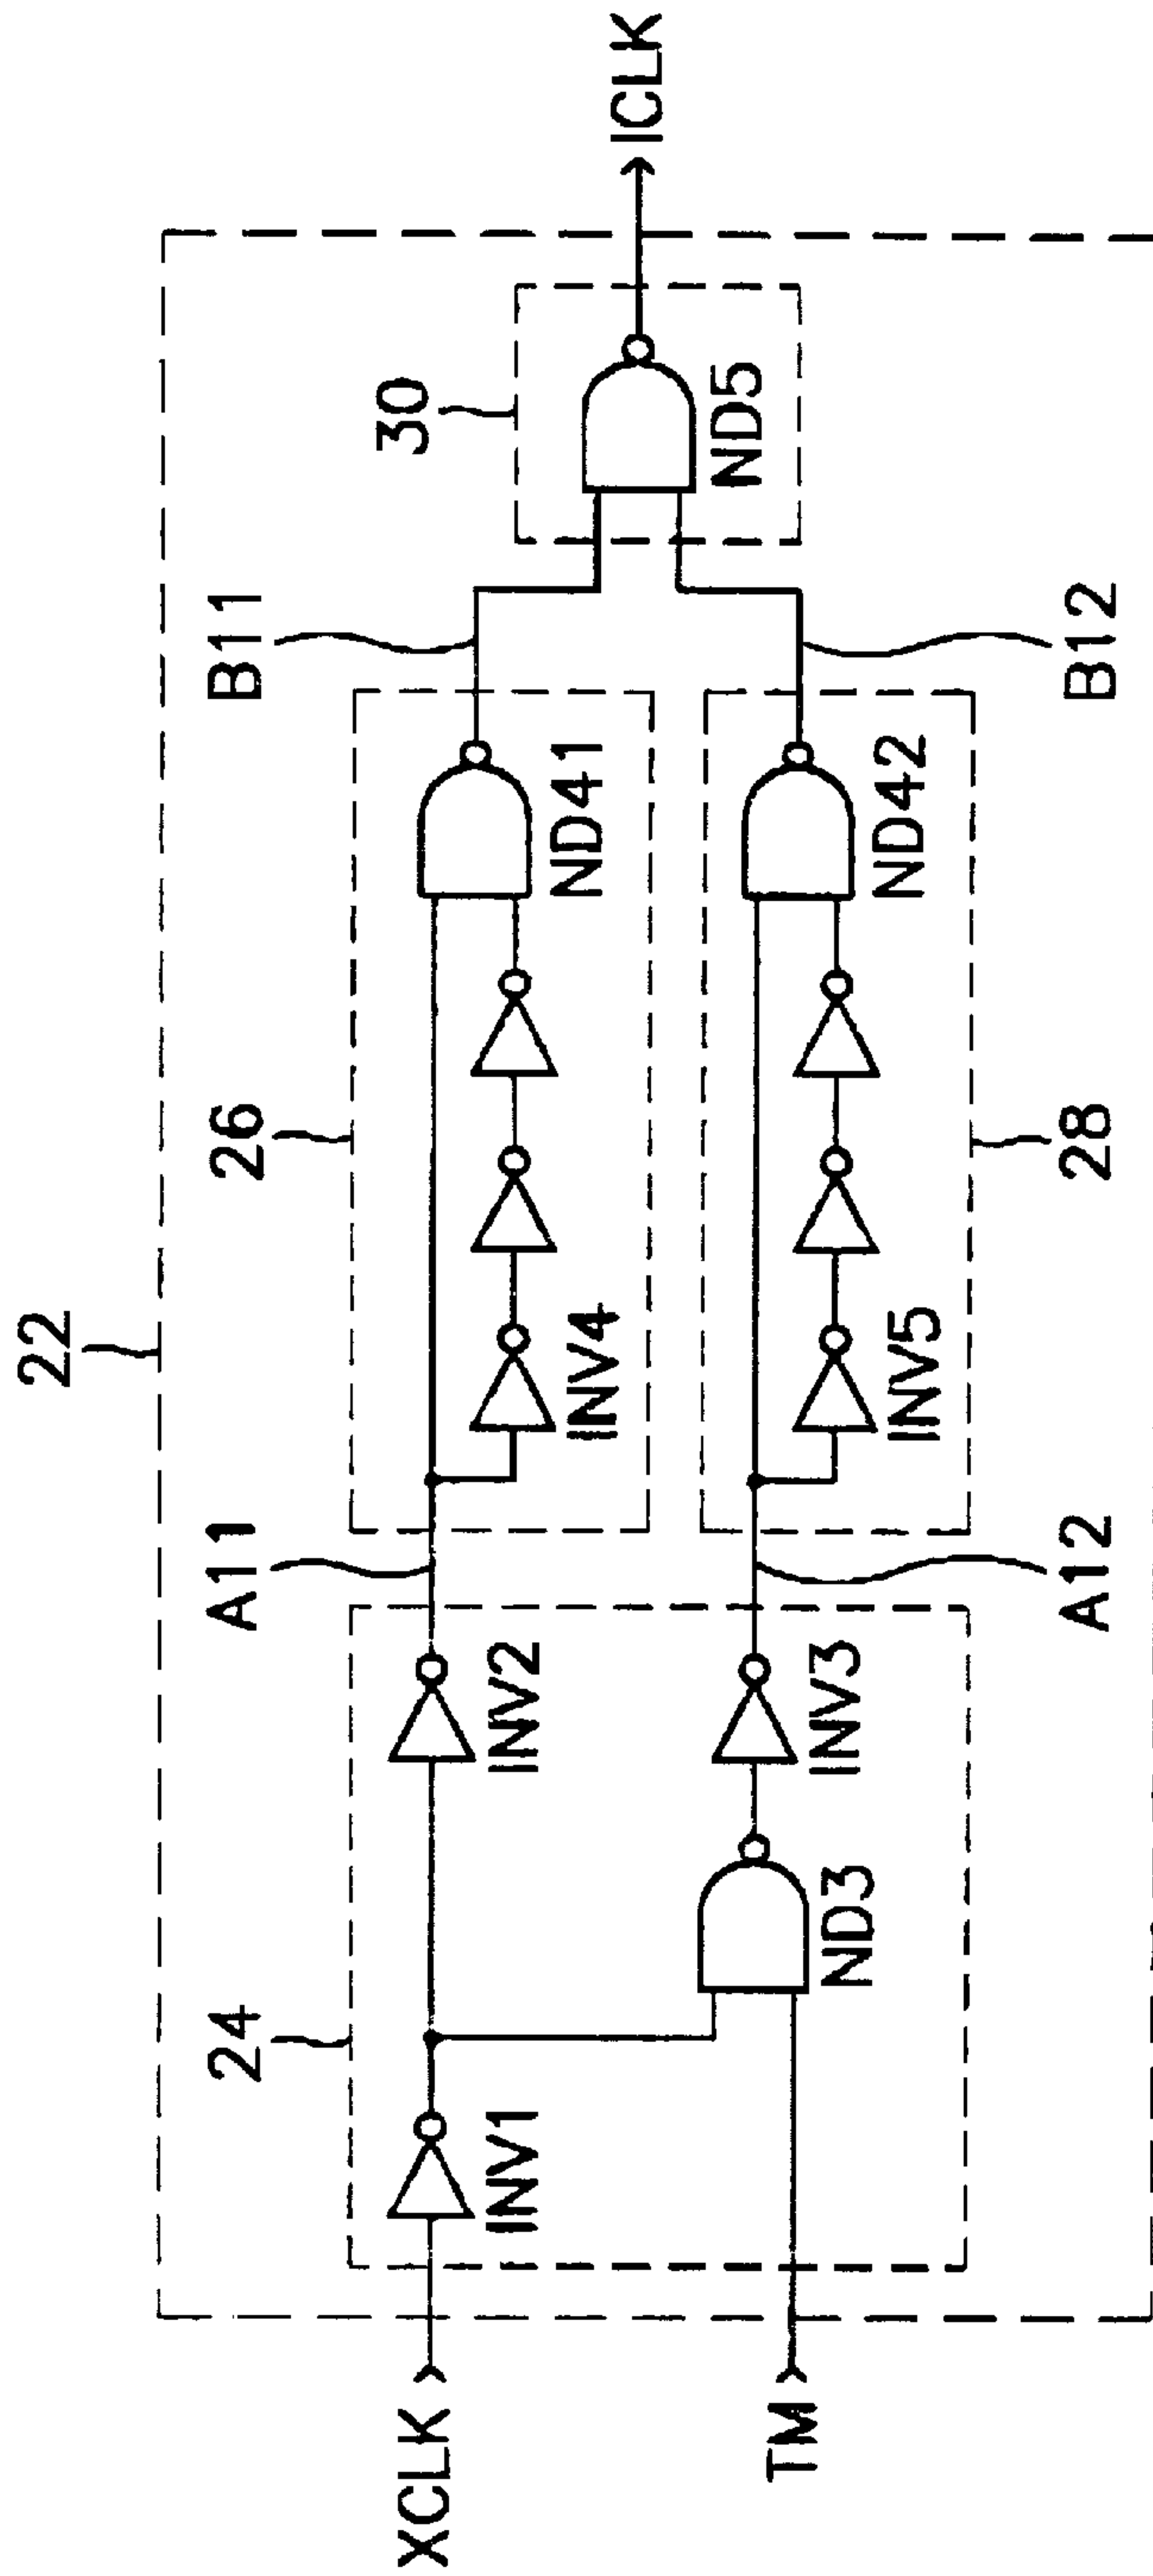 22
XCLK
TM
24
INV1
INV2
ND3
INV3
A11
A12
26
INV4
ND41
28
INV5
ND42
B11
B12
30
ND5
ICLK